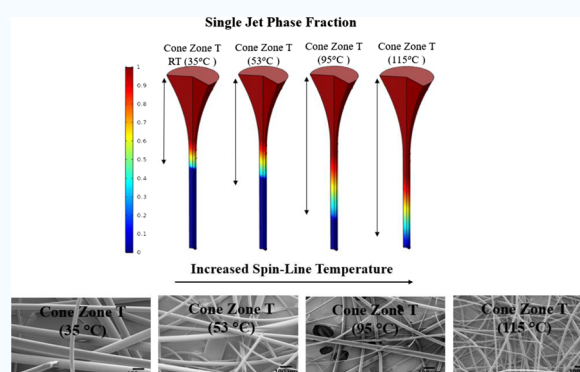 Single Jet Phase Fraction
Cone Zone T
RT (35°C )
Cone Zone T
(53°C )
Cone Zone T
(95°C )
Cone Zone T
(115°C )
1
0.9
0.8
0.7
0.6
0.5
0.4
0.3
0.2
0.1
0
Increased Spin-Line Temperature
Cone Zone T
(35 °C)
Cone Zone T
(53 °C)
Cone Zone T
(95 °C)
Cone Zone T
(115 °C)